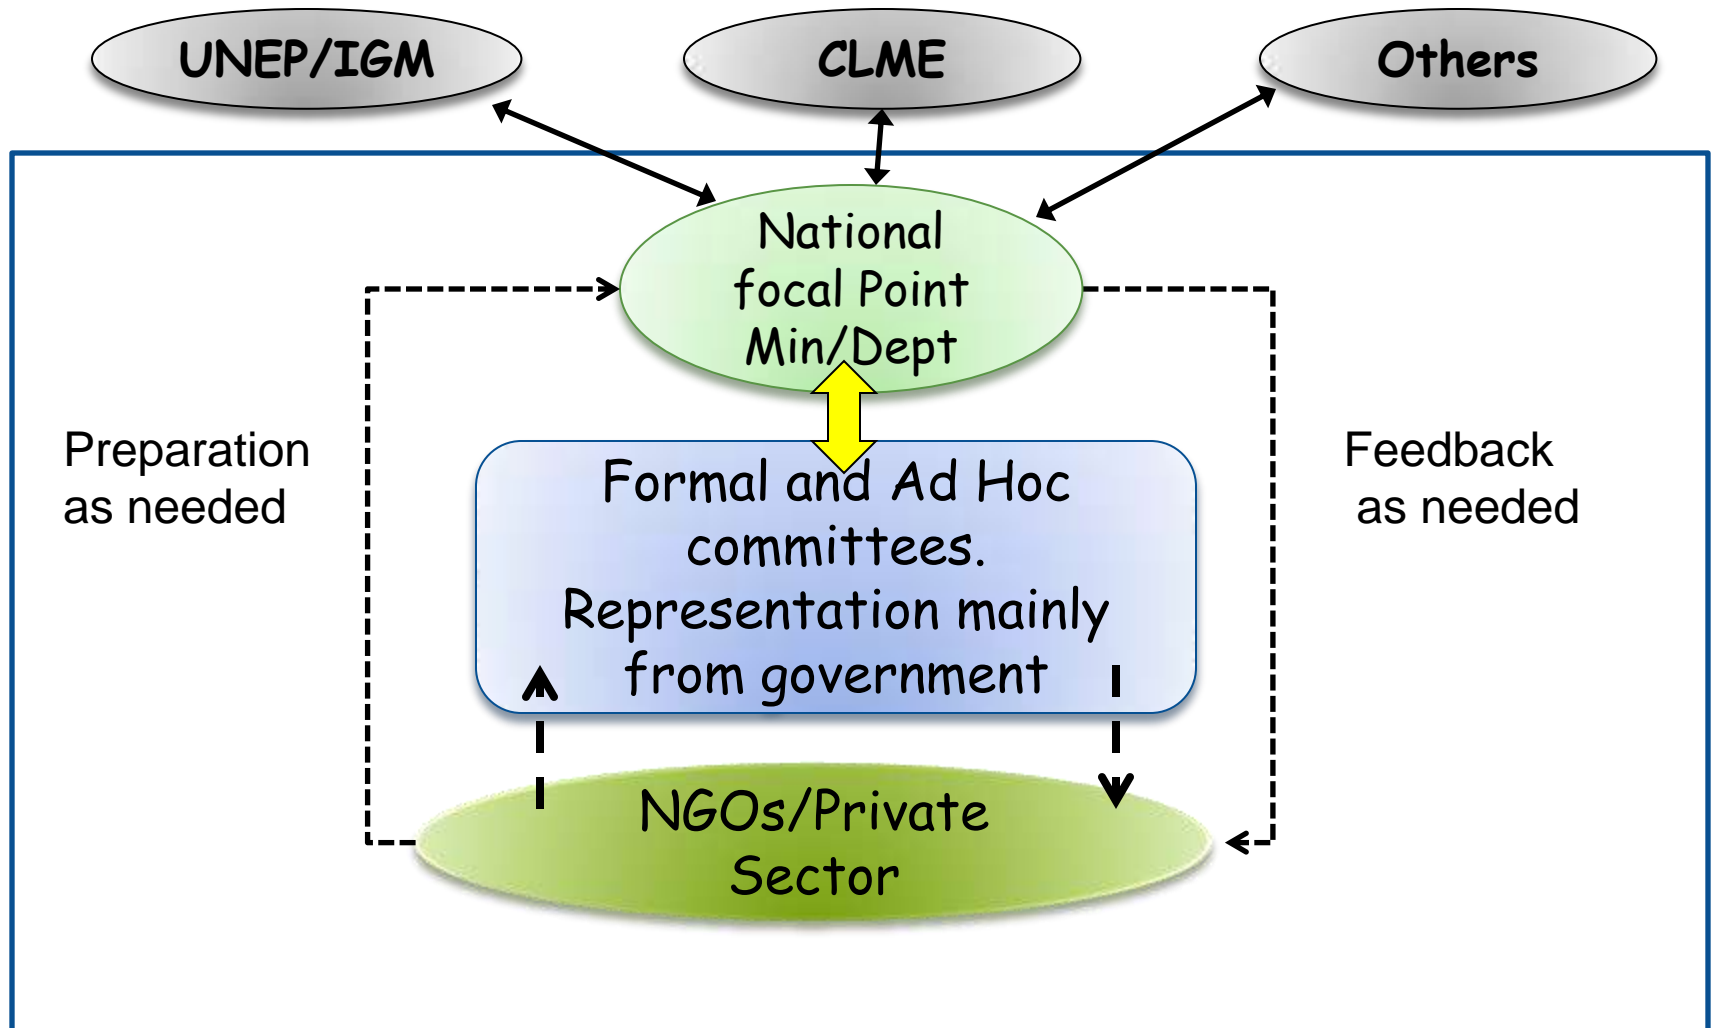 UNEP/IGM
CLME
Others
National
focal Point
Min/Dept
Preparation
as needed
Feedback
as needed
Formal and Ad Hoc
committees.
Representation mainly
from government
NGOs/Private
Sector